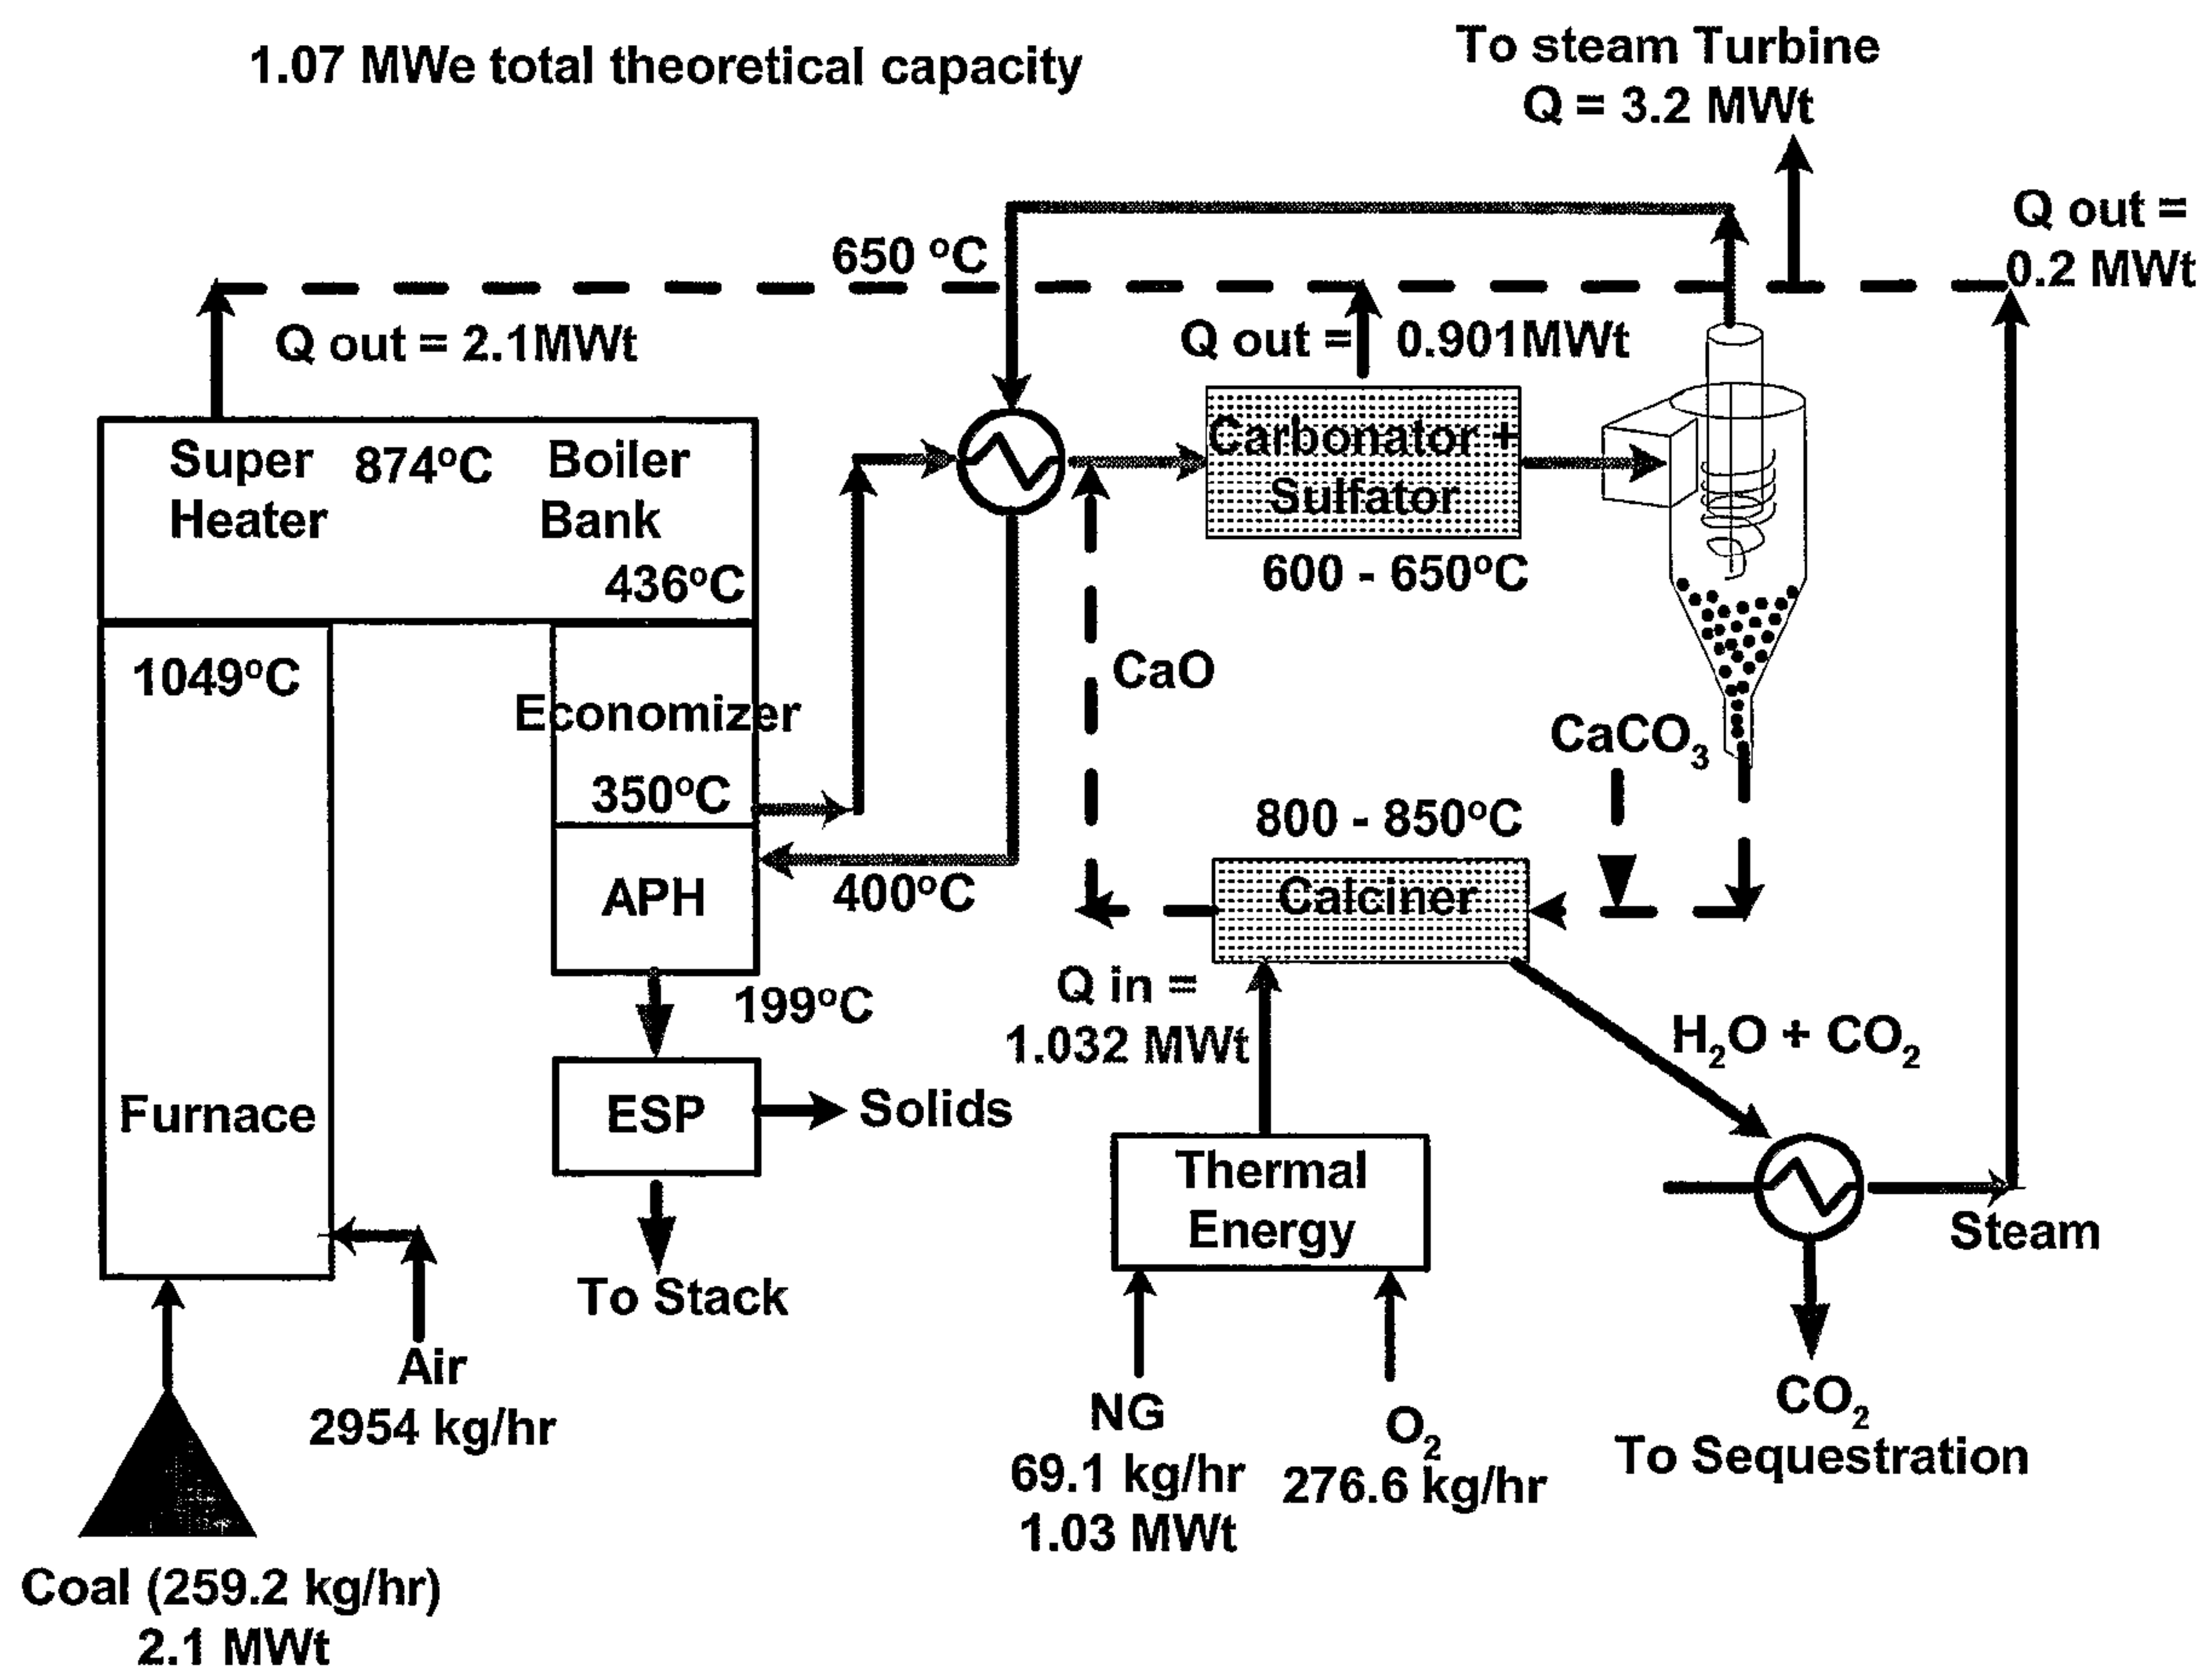 1.07 MWe total theoretical capacity
To steam Turbine
Q = 3.2 MWt
Q out =
0.2 MWt
650 °C
Q out = 2.1MWt
Q out = 0.901MWt
Super
Heater
874°C
Boiler
Bank
436°C
Carbonator +
Sulfator
600 - 650°C
1049°C
Economizer
350°C
CaO
CaCO₃
800 - 850°C
APH
400°C
Calciner
199°C
Q in =
1.032 MWt
H₂O + CO₂
Furnace
ESP
Solids
Thermal
Energy
Steam
To Stack
Air
2954 kg/hr
NG
69.1 kg/hr
1.03 MWt
O₂
276.6 kg/hr
CO₂
To Sequestration
Coal (259.2 kg/hr)
2.1 MWt